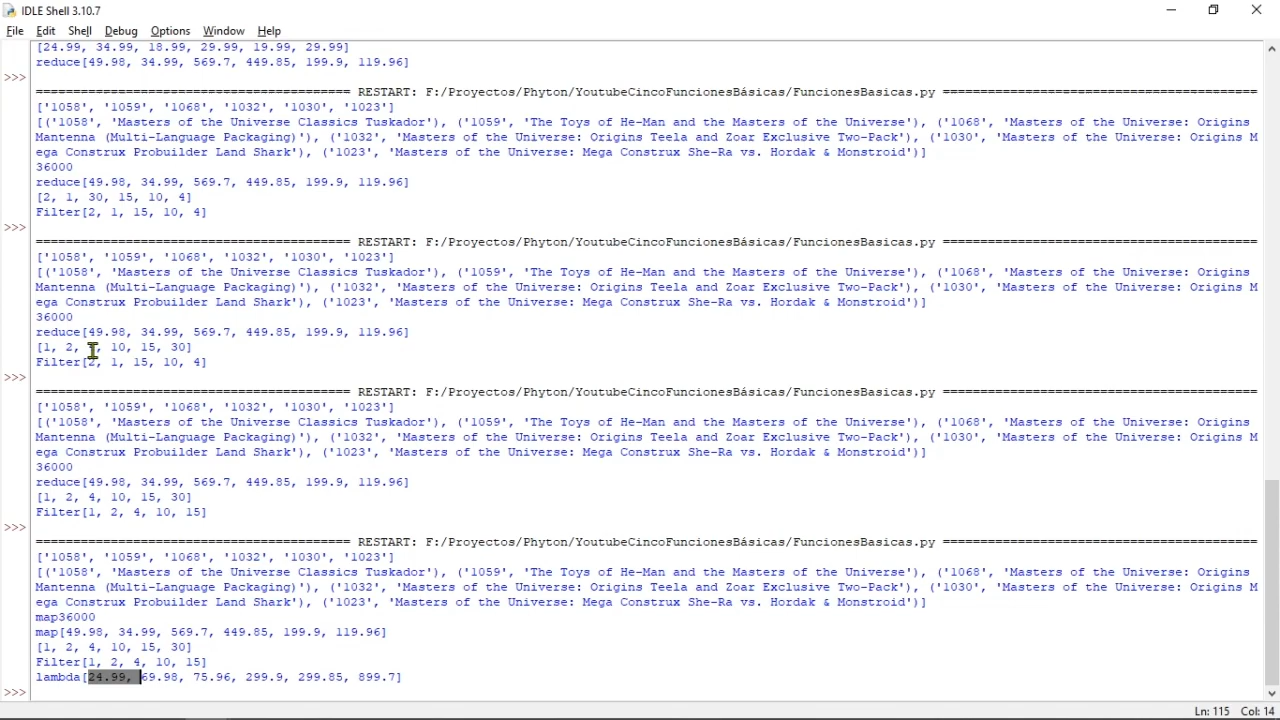 IDLE Shell 3.10.7
File Edit Shell Debug Options Window Help
[24.99, 34.99, 18.99, 29.99, 19.99, 29.99]
reduce[49.98, 34.99, 569.7, 449.85, 199.9, 119.96]
>>>
========================================= RESTART: F:/Proyectos/Phyton/YoutubeCincoFuncionesBásicas/FuncionesBasicas.py =========================================
['1058', '1059', '1068', '1032', '1030', '1023']
[('1058', 'Masters of the Universe Classics Tuskador'), ('1059', 'The Toys of He-Man and the Masters of the Universe'), ('1068', 'Masters of the Universe: Origins
Mantenna (Multi-Language Packaging)'), ('1032', 'Masters of the Universe: Origins Teela and Zoar Exclusive Two-Pack'), ('1030', 'Masters of the Universe: Origins M
ega Construx Probuilder Land Shark'), ('1023', 'Masters of the Universe: Mega Construx She-Ra vs. Hordak & Monstroid')]
36000
reduce[49.98, 34.99, 569.7, 449.85, 199.9, 119.96]
[2, 1, 30, 15, 10, 4]
Filter[2, 1, 15, 10, 4]
>>>
========================================= RESTART: F:/Proyectos/Phyton/YoutubeCincoFuncionesBásicas/FuncionesBasicas.py =========================================
['1058', '1059', '1068', '1032', '1030', '1023']
[('1058', 'Masters of the Universe Classics Tuskador'), ('1059', 'The Toys of He-Man and the Masters of the Universe'), ('1068', 'Masters of the Universe: Origins
Mantenna (Multi-Language Packaging)'), ('1032', 'Masters of the Universe: Origins Teela and Zoar Exclusive Two-Pack'), ('1030', 'Masters of the Universe: Origins M
ega Construx Probuilder Land Shark'), ('1023', 'Masters of the Universe: Mega Construx She-Ra vs. Hordak & Monstroid')]
36000
reduce[49.98, 34.99, 569.7, 449.85, 199.9, 119.96]
[1, 2, , 10, 15, 30]
Filter[2, 1, 15, 10, 4]
>>>
========================================= RESTART: F:/Proyectos/Phyton/YoutubeCincoFuncionesBásicas/FuncionesBasicas.py =========================================
['1058', '1059', '1068', '1032', '1030', '1023']
[('1058', 'Masters of the Universe Classics Tuskador'), ('1059', 'The Toys of He-Man and the Masters of the Universe'), ('1068', 'Masters of the Universe: Origins
Mantenna (Multi-Language Packaging)'), ('1032', 'Masters of the Universe: Origins Teela and Zoar Exclusive Two-Pack'), ('1030', 'Masters of the Universe: Origins M
ega Construx Probuilder Land Shark'), ('1023', 'Masters of the Universe: Mega Construx She-Ra vs. Hordak & Monstroid')]
36000
reduce[49.98, 34.99, 569.7, 449.85, 199.9, 119.96]
[1, 2, 4, 10, 15, 30]
Filter[1, 2, 4, 10, 15]
>>>
========================================= RESTART: F:/Proyectos/Phyton/YoutubeCincoFuncionesBásicas/FuncionesBasicas.py =========================================
['1058', '1059', '1068', '1032', '1030', '1023']
[('1058', 'Masters of the Universe Classics Tuskador'), ('1059', 'The Toys of He-Man and the Masters of the Universe'), ('1068', 'Masters of the Universe: Origins
Mantenna (Multi-Language Packaging)'), ('1032', 'Masters of the Universe: Origins Teela and Zoar Exclusive Two-Pack'), ('1030', 'Masters of the Universe: Origins M
ega Construx Probuilder Land Shark'), ('1023', 'Masters of the Universe: Mega Construx She-Ra vs. Hordak & Monstroid')]
map36000
map[49.98, 34.99, 569.7, 449.85, 199.9, 119.96]
[1, 2, 4, 10, 15, 30]
Filter[1, 2, 4, 10, 15]
lambda[24.99, 69.98, 75.96, 299.9, 299.85, 899.7]
>>>
Ln: 115 Col: 14